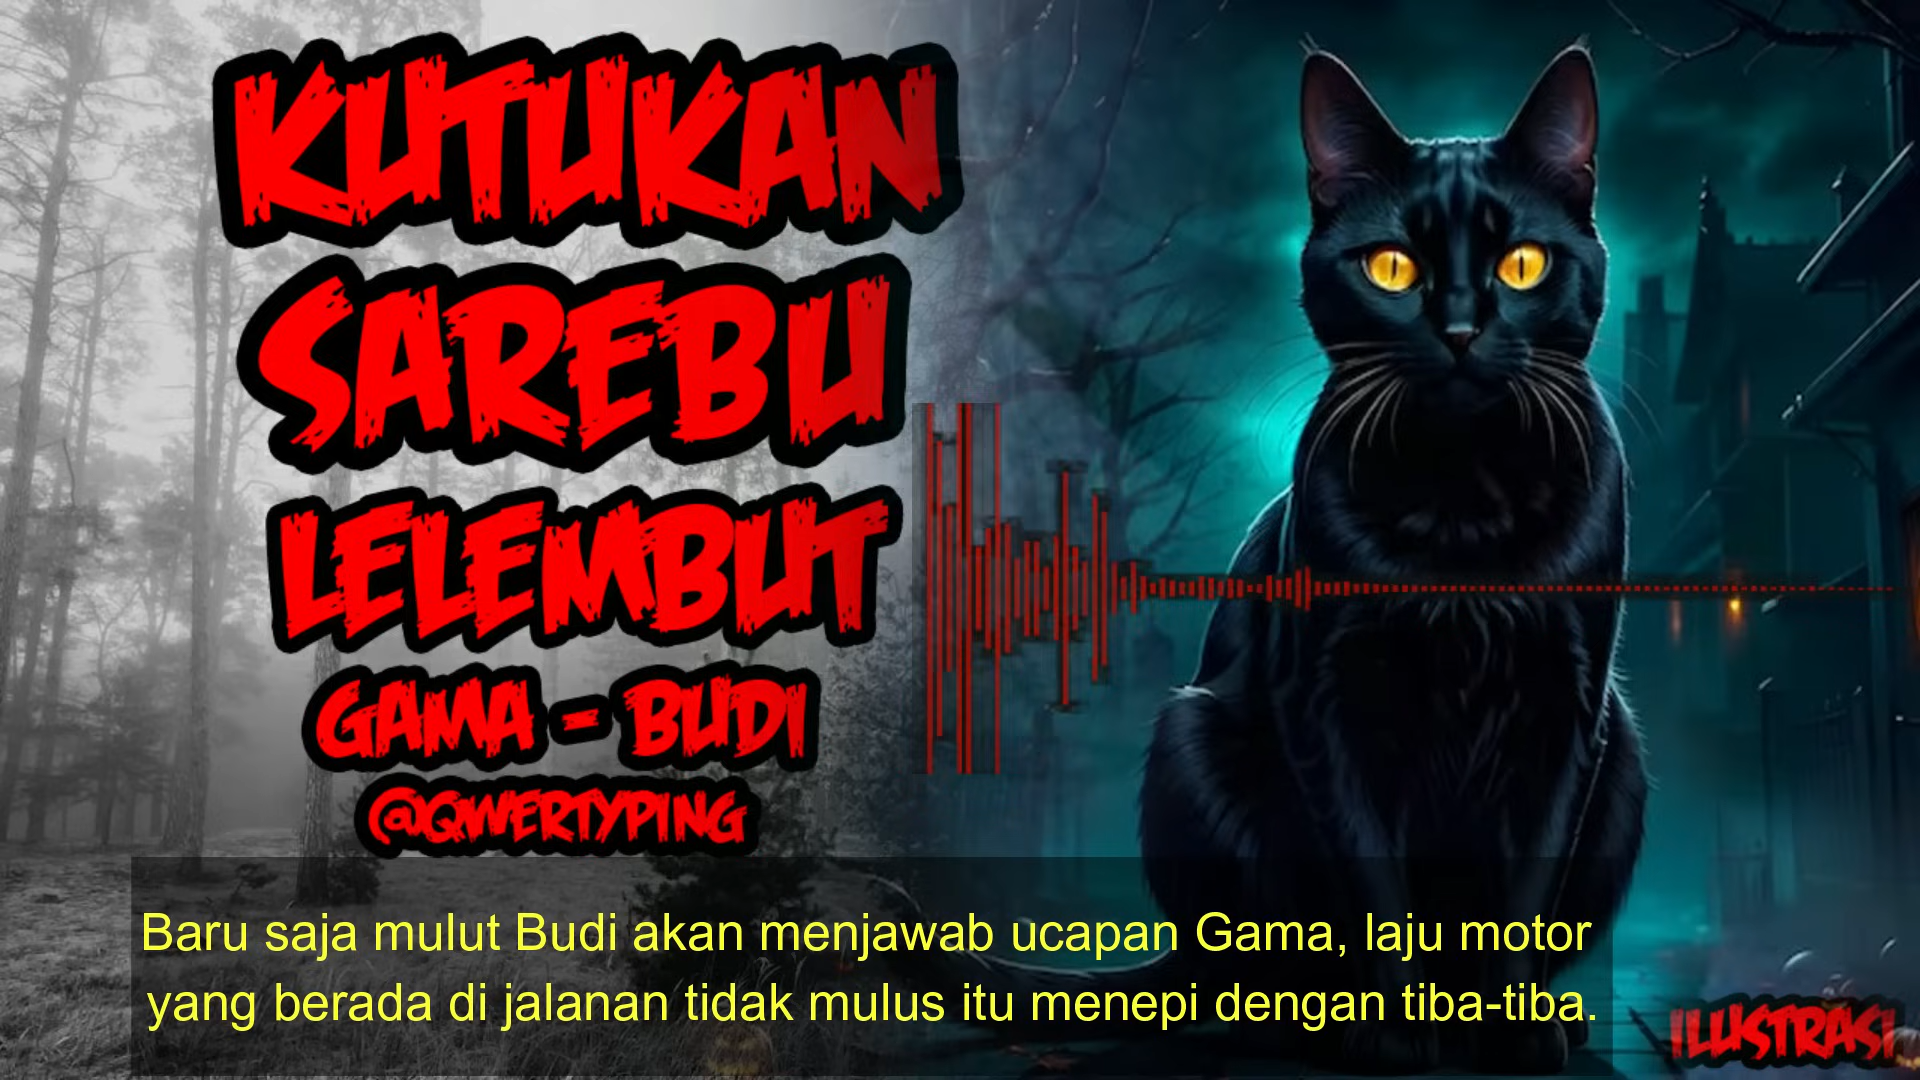 KUTUKAN
SAREBU
LELEMBUT
GAMA - BUDI
@QWERTYPING
Baru saja mulut Budi akan menjawab ucapan Gama, laju motor
yang berada di jalanan tidak mulus itu menepi dengan tiba-tiba.
ILUSTRASI